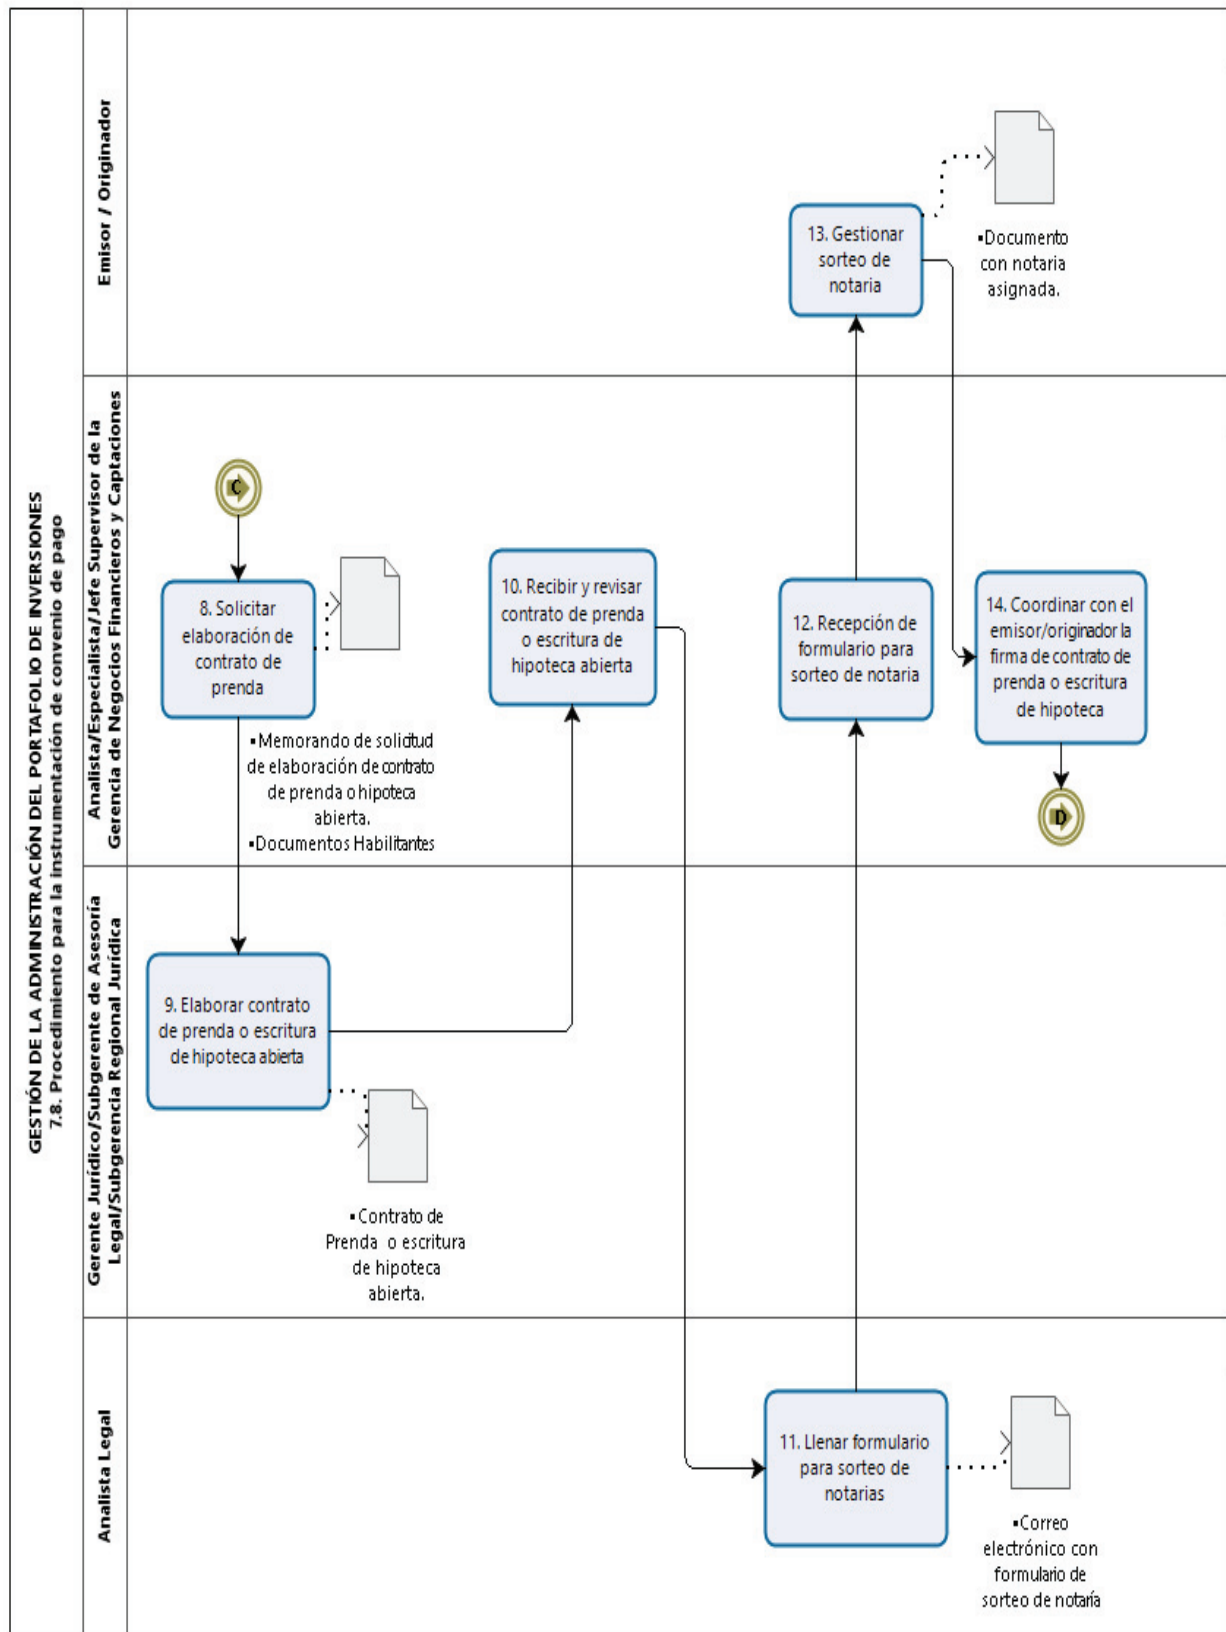 GESTIÓN DE LA ADMINISTRACIÓN DEL PORTAFOLIO DE INVERSIONES
7.8. Procedimiento para la instrumentación de convenio de pago
Emisor / Originador
13. Gestionar
sorteo de
notaria
▪Documento
con notaria
asignada.
Analista/Especialista/Jefe Supervisor de la
Gerencia de Negocios Financieros y Captaciones
C
8. Solicitar
elaboración de
contrato de
prenda
▪Memorando de solicitud
de elaboración de contrato
de prenda o hipoteca
abierta.
▪Documentos Habilitantes
10. Recibir y revisar
contrato de prenda
o escritura de
hipoteca abierta
12. Recepción de
formulario para
sorteo de notaria
14. Coordinar con el
emisor/originador la
firma de contrato de
prenda o escritura
de hipoteca
D
Gerente Jurídico/Subgerente de Asesoría
Legal/Subgerencia Regional Jurídica
9. Elaborar contrato
de prenda o escritura
de hipoteca abierta
▪Contrato de
Prenda o escritura
de hipoteca
abierta.
Analista Legal
11. Llenar formulario
para sorteo de
notarias
▪Correo
electrónico con
formulario de
sorteo de notaría